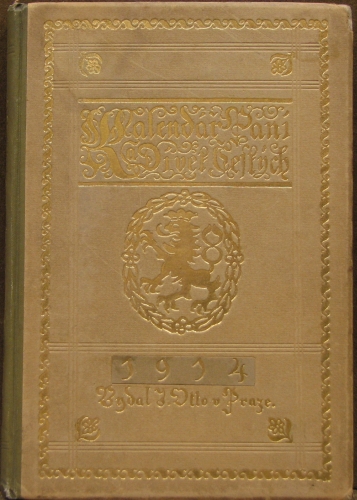 Kalendář Paní
a Dívek Českých
1914
Vydal J. Otto v Praze.